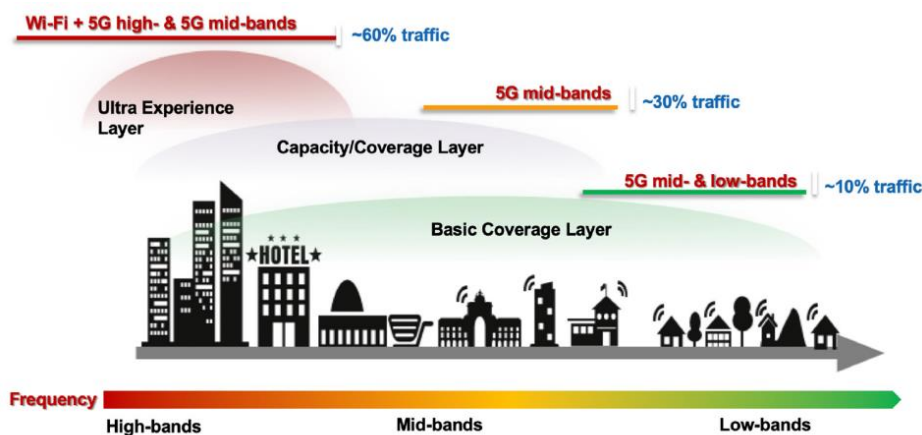 Wi-Fi + 5G high- & 5G mid-bands
~60% traffic
5G mid-bands
~30% traffic
Ultra Experience
Layer
Capacity/Coverage Layer
5G mid- & low-bands
~10% traffic
Basic Coverage Layer
★★★
★HOTEL★
Frequency
High-bands
Mid-bands
Low-bands